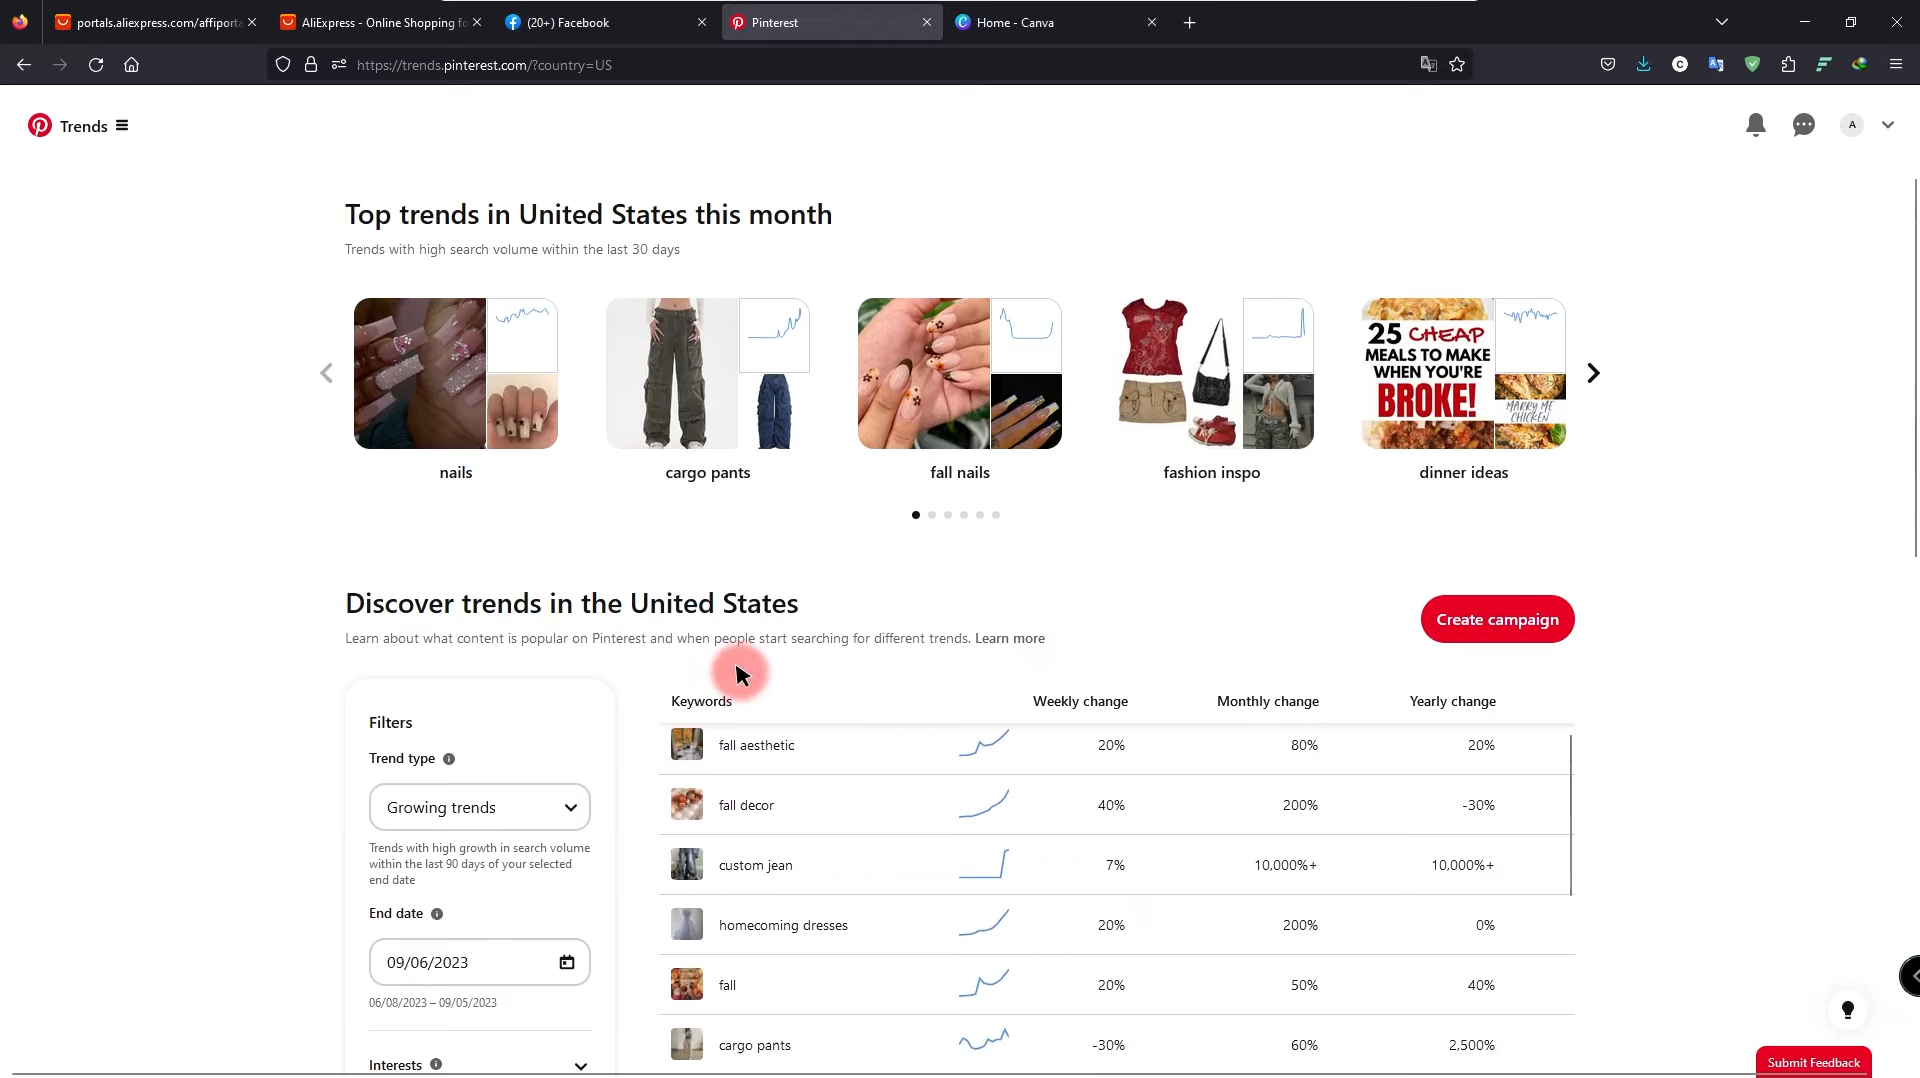 portals.aliexpress.com/affiporta
AliExpress - Online Shopping fo
(20+) Facebook
Pinterest
Home - Canva
https://trends.pinterest.com/?country=US
Trends
A
Top trends in United States this month
Trends with high search volume within the last 30 days
25 CHEAP
MEALS TO MAKE
WHEN YOU'RE
BROKE!
MARRY ME
CHICKEN
nails
cargo pants
fall nails
fashion inspo
dinner ideas
Discover trends in the United States
Create campaign
Learn about what content is popular on Pinterest and when people start searching for different trends. Learn more
Keywords
Weekly change
Monthly change
Yearly change
Filters
Trend type
Growing trends
Trends with high growth in search volume
within the last 90 days of your selected
end date
End date
09/06/2023
06/08/2023 – 09/05/2023
Interests
fall aesthetic 20% 80% 20%
fall decor 40% 200% -30%
custom jean 7% 10,000%+ 10,000%+
homecoming dresses 20% 200% 0%
fall 20% 50% 40%
cargo pants -30% 60% 2,500%
Submit Feedback